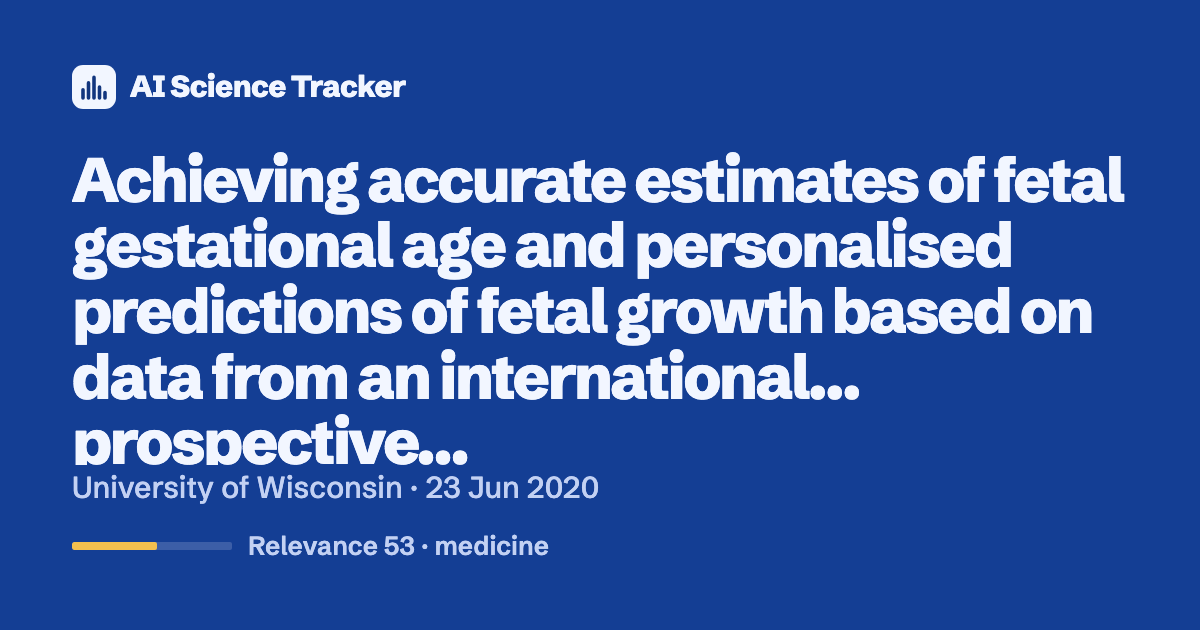 AI Science Tracker
Achieving accurate estimates of fetal
gestational age and personalised
predictions of fetal growth based on
data from an international...
prospective...
University of Wisconsin · 23 Jun 2020
Relevance 53 · medicine